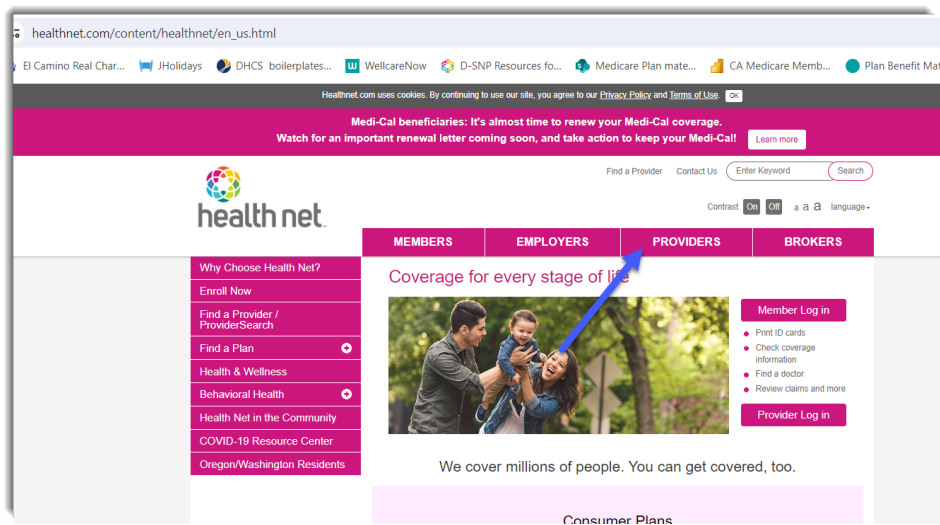 healthnet.com/content/healthnet/en_us.html
El Camino Real Char... JHolidays DHCS boilerplates... WellcareNow D-SNP Resources fo... Medicare Plan mate... CA Medicare Memb... Plan Benefit Mat
Healthnet.com uses cookies. By continuing to use our site, you agree to our Privacy Policy and Terms of Use. OK
Medi-Cal beneficiaries: It's almost time to renew your Medi-Cal coverage.
Watch for an important renewal letter coming soon, and take action to keep your Medi-Cal! Learn more
Find a Provider Contact Us Enter Keyword Search
health net.
Contrast On Off a a a language
MEMBERS EMPLOYERS PROVIDERS BROKERS
Why Choose Health Net?
Enroll Now
Find a Provider /
ProviderSearch
Find a Plan
Health & Wellness
Behavioral Health
Health Net in the Community
COVID-19 Resource Center
Oregon/Washington Residents
Coverage for every stage of life
Member Log in
Print ID cards
Check coverage
information
Find a doctor
Review claims and more
Provider Log in
We cover millions of people. You can get covered, too.
Consumer Plans